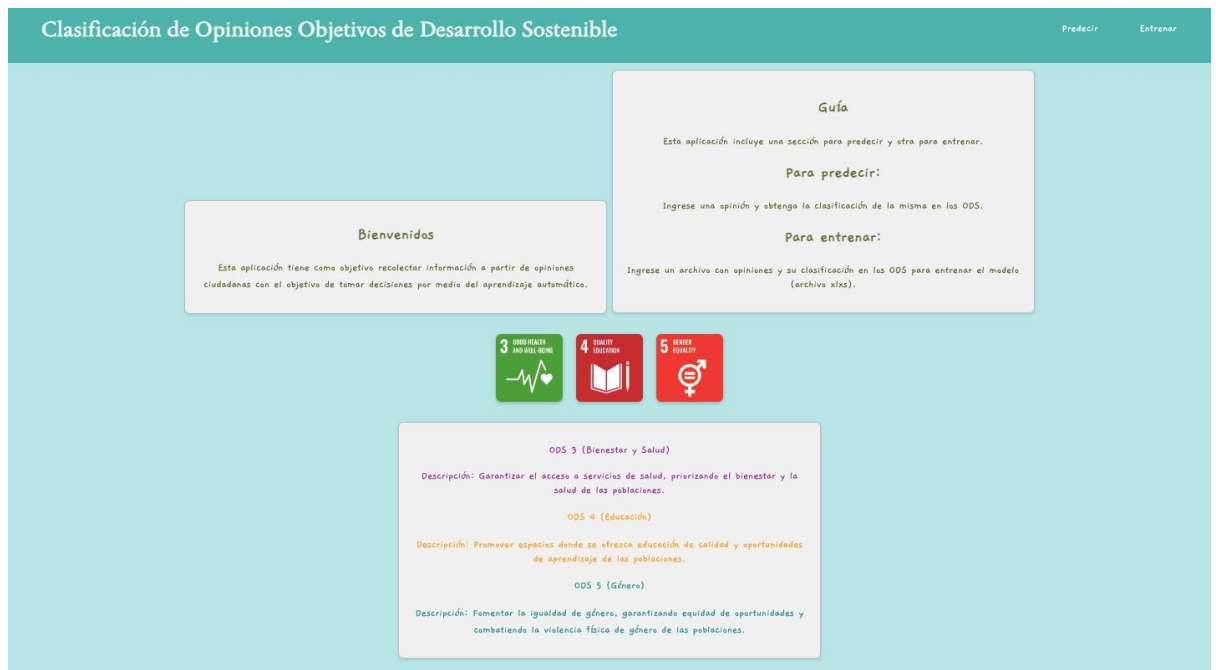 Clasificación de Opiniones Objetivos de Desarrollo Sostenible
Predecir
Entrenar
Bienvenidos
Esta aplicación tiene como objetivo recolectar información a partir de opiniones
ciudadanas con el objetivo de tomar decisiones por medio del aprendizaje automático.
Guía
Esta aplicación incluye una sección para predecir y otra para entrenar.
Para predecir:
Ingrese una opinión y obtenga la clasificación de la misma en los ODS.
Para entrenar:
Ingrese un archivo con opiniones y su clasificación en los ODS para entrenar el modelo
(archivo xlxs).
3 GOOD HEALTH
AND WELL-BEING
4 QUALITY
EDUCATION
5 GENDER
EQUALITY
ODS 3 (Bienestar y Salud)
Descripción: Garantizar el acceso a servicios de salud, priorizando el bienestar y la
salud de las poblaciones.
ODS 4 (Educación)
Descripción: Promover espacios donde se ofrezca educación de calidad y oportunidades
de aprendizaje de las poblaciones.
ODS 5 (Género)
Descripción: Fomentar la igualdad de género, garantizando equidad de oportunidades y
combatiendo la violencia física de género de las poblaciones.